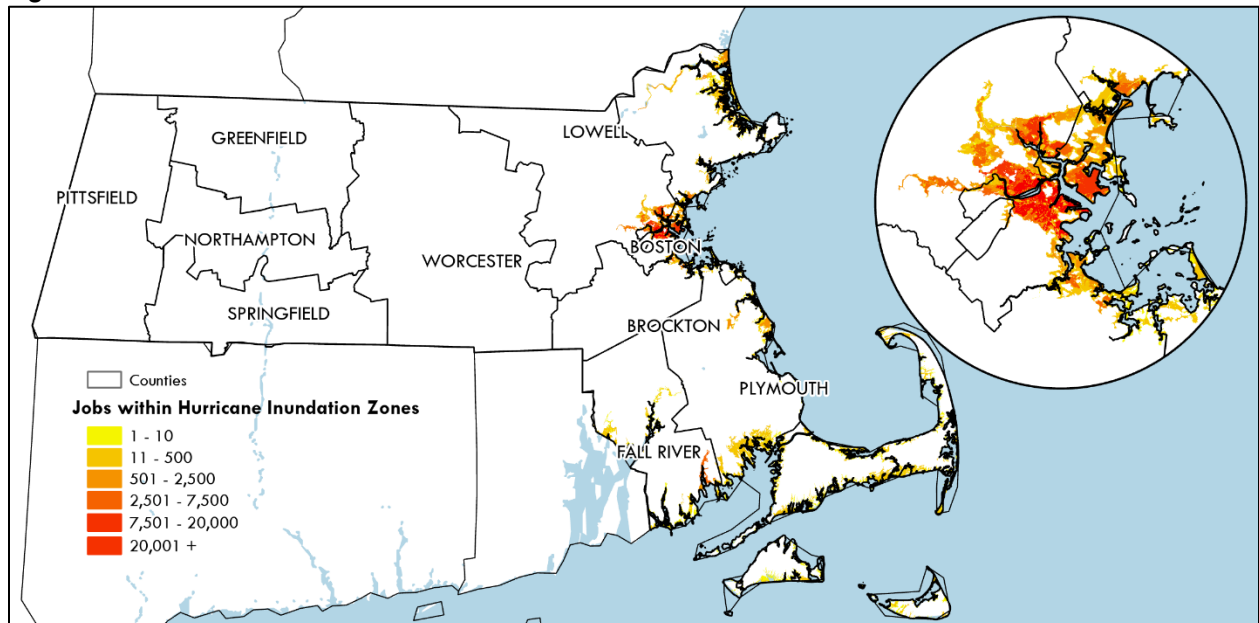 LOWELL
GREENFIELD
PITTSFIELD
NORTHAMPTON
BOSTON
WORCESTER
SPRINGFIELD
BROCKTON
PLYMOUTH
FALL RIVER
Counties
Jobs within Hurricane Inundation Zones
1 - 10
11 - 500
501 - 2,500
2,501 - 7,500
7,501 - 20,000
20,001 +